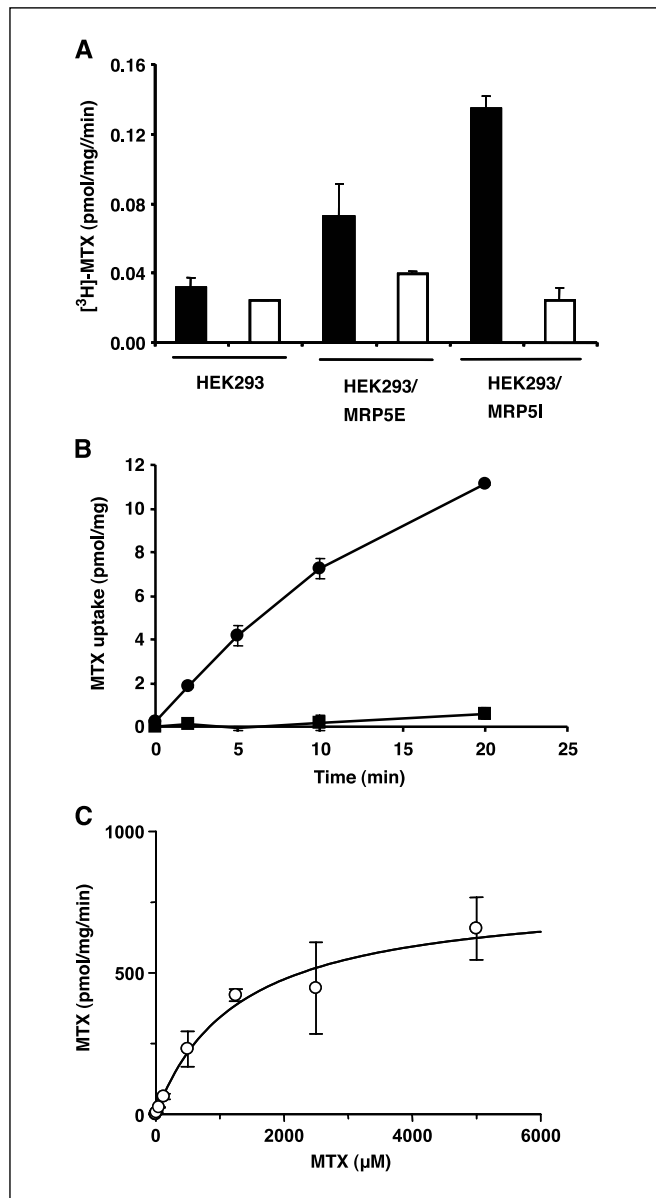 A
0.16
0.12
0.08
0.04
0.00
[³H]-MTX (pmol/mg//min)
HEK293
HEK293/
MRP5E
HEK293/
MRP5I
B
12
10
8
6
4
2
0
MTX uptake (pmol/mg)
0 5 10 15 20 25
Time (min)
C
1000
500
0
MTX (pmol/mg/min)
0 2000 4000 6000
MTX (µM)